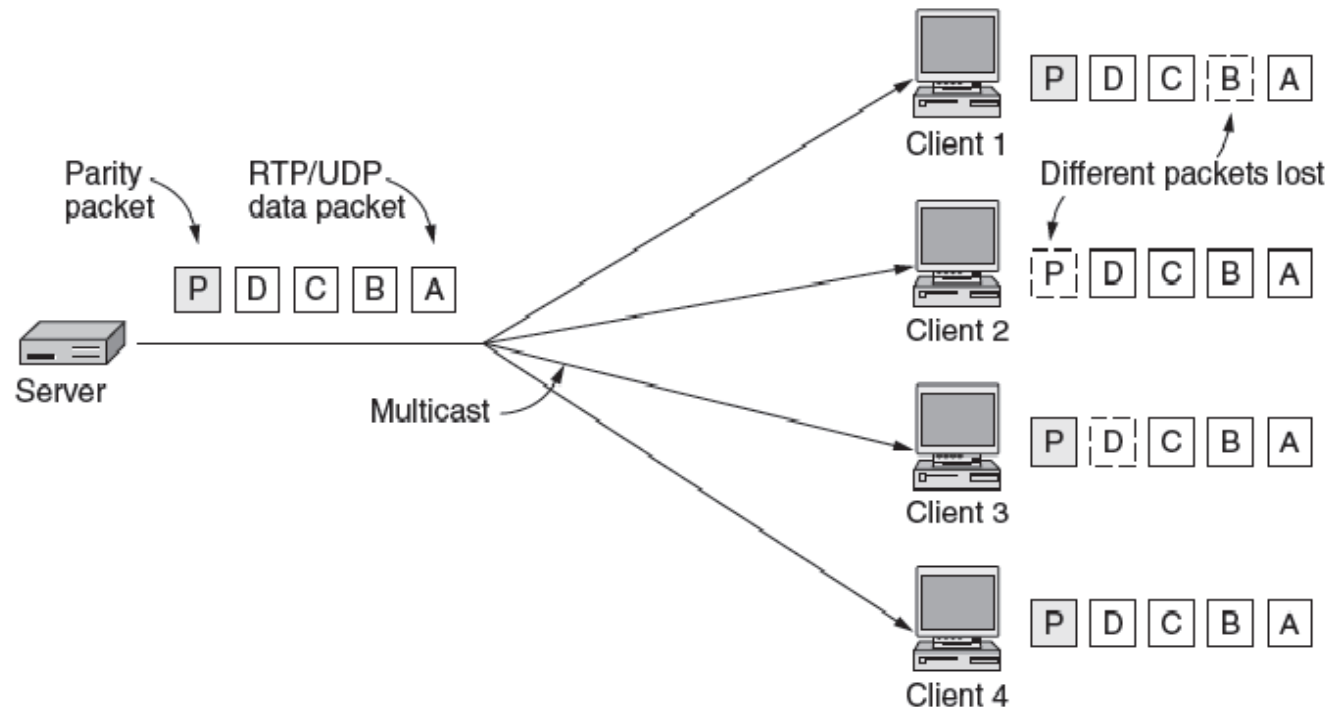 P D C B A
Client 1
Different packets lost
Parity
packet
RTP/UDP
data packet
P D C B A
P D C B A
Server
Client 2
Multicast
P D C B A
Client 3
P D C B A
Client 4